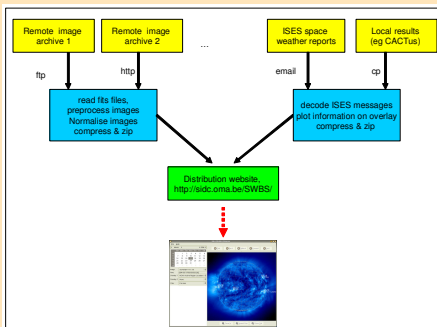 Remote image
archive 1
Remote image
archive 2
...
ISES space
weather reports
Local results
(eg CACTus)
ftp
http
email
cp
read fits files,
preprocess images
Normalise images
compress & zip
decode ISES messages
plot information on overlay
compress & zip
Distribution website,
http://sidc.oma.be/SWBS/